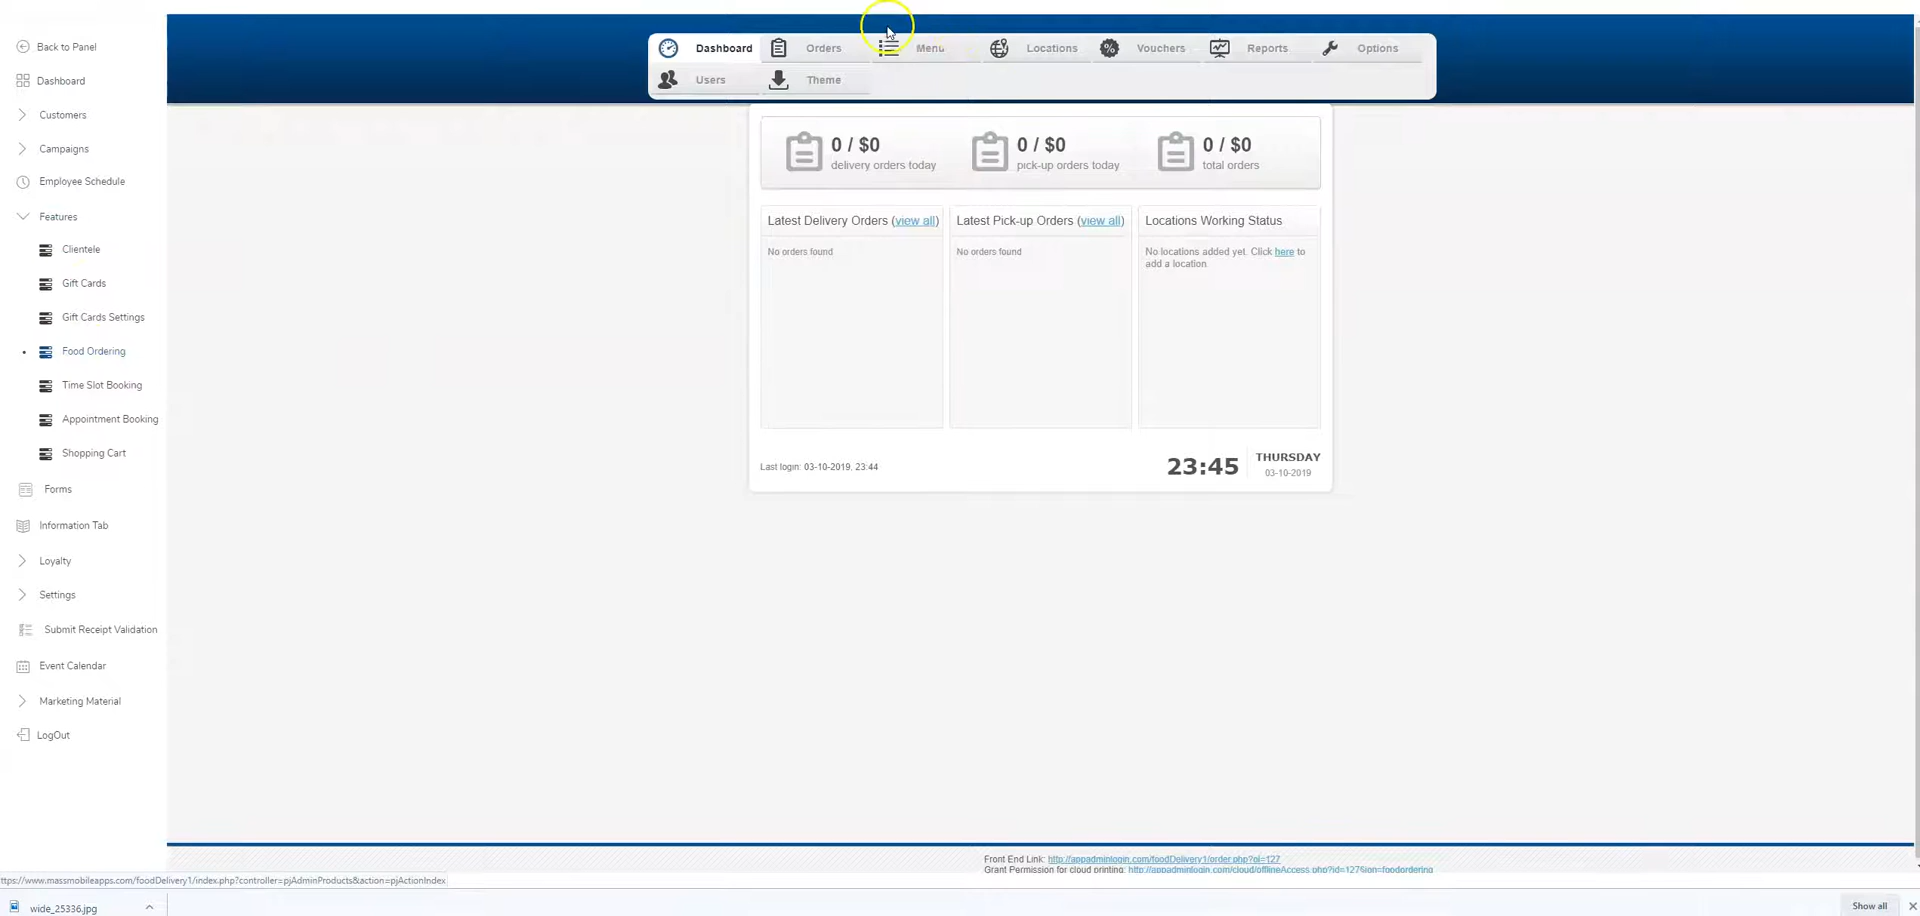 Back to Panel
Dashboard
Customers
Campaigns
Employee Schedule
Features
Clientele
Gift Cards
Gift Cards Settings
Food Ordering
Time Slot Booking
Appointment Booking
Shopping Cart
Forms
Information Tab
Loyalty
Settings
Submit Receipt Validation
Event Calendar
Marketing Material
LogOut
Dashboard Orders Menu Locations Vouchers Reports Options
Users Theme
0 / $0 0 / $0 0 / $0
delivery orders today pick-up orders today total orders
Latest Delivery Orders (view all) Latest Pick-up Orders (view all) Locations Working Status
No orders found
No orders found
No locations added yet. Click here to
add a location
Last login: 03-10-2019, 23:44
23:45
THURSDAY
03-10-2019
Front End Link: http://appadminlogin.com/foodDelivery1/order.php?oi=127
Grant Permission for cloud printing: http://appadminlogin.com/cloud/offlineAccess.php?id=127&ion=foodordering
ttps://www.massmobileapps.com/foodDelivery1/index.php?controller=pjAdminProducts&action=pjActionIndex
wide_25336.jpg
Show all